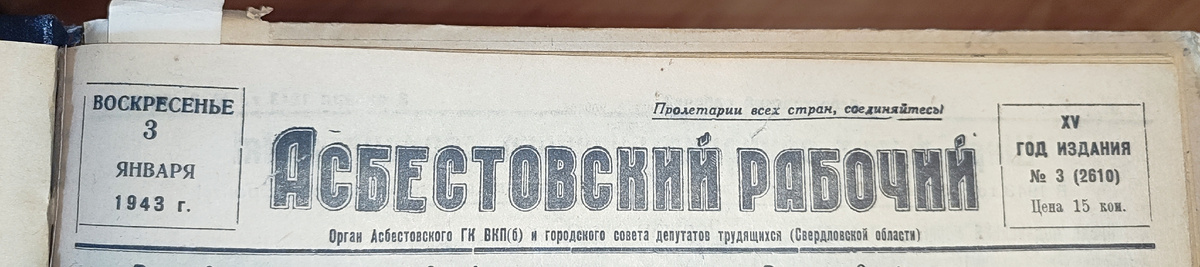 ВОСКРЕСЕНЬЕ
3
ЯНВАРЯ
1943 г.
Пролетарии всех стран, соединяйтесь!
АСБЕСТОВСКИЙ РАБОЧИЙ
Орган Асбестовского ГК ВКП(б) и городского совета депутатов трудящихся (Свердловской области)
XV
ГОД ИЗДАНИЯ
№ 3 (2610)
Цена 15 коп.